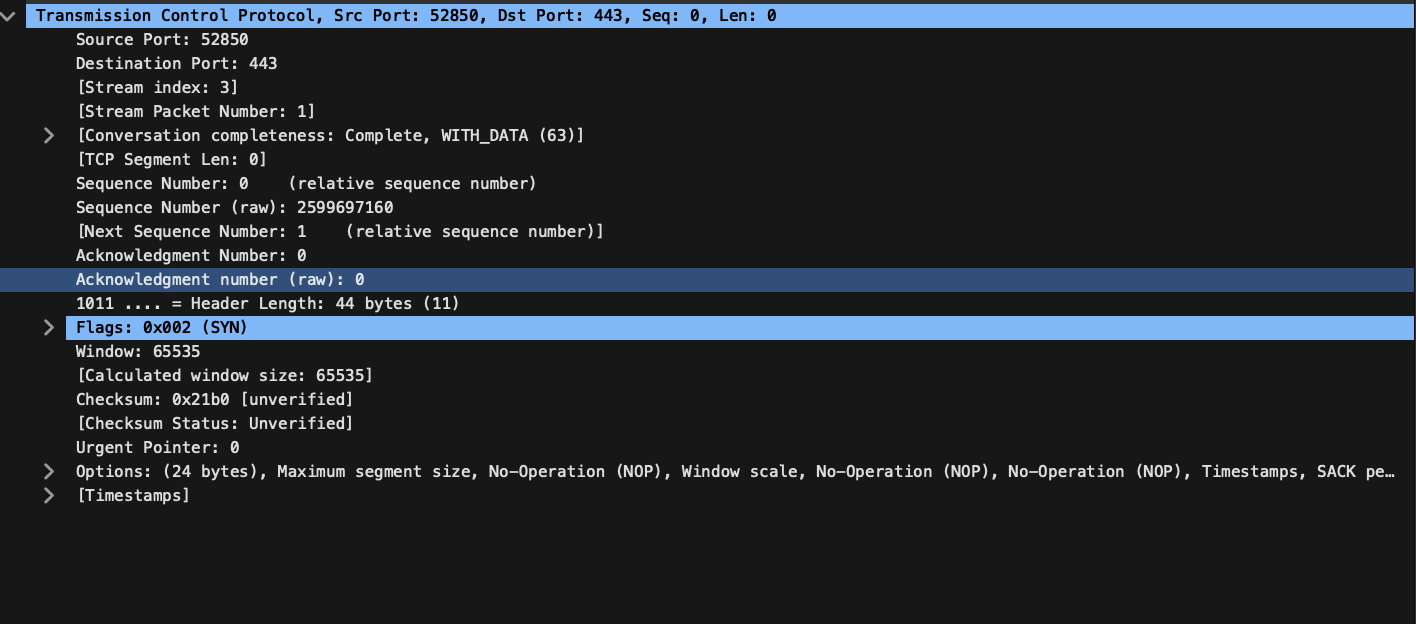 Transmission Control Protocol, Src Port: 52850, Dst Port: 443, Seq: 0, Len: 0
Source Port: 52850
Destination Port: 443
[Stream index: 3]
[Stream Packet Number: 1]
[Conversation completeness: Complete, WITH_DATA (63)]
[TCP Segment Len: 0]
Sequence Number: 0    (relative sequence number)
Sequence Number (raw): 2599697160
[Next Sequence Number: 1    (relative sequence number)]
Acknowledgment Number: 0
Acknowledgment number (raw): 0
1011 .... = Header Length: 44 bytes (11)
Flags: 0x002 (SYN)
Window: 65535
[Calculated window size: 65535]
Checksum: 0x21b0 [unverified]
[Checksum Status: Unverified]
Urgent Pointer: 0
Options: (24 bytes), Maximum segment size, No-Operation (NOP), Window scale, No-Operation (NOP), No-Operation (NOP), Timestamps, SACK pe…
[Timestamps]